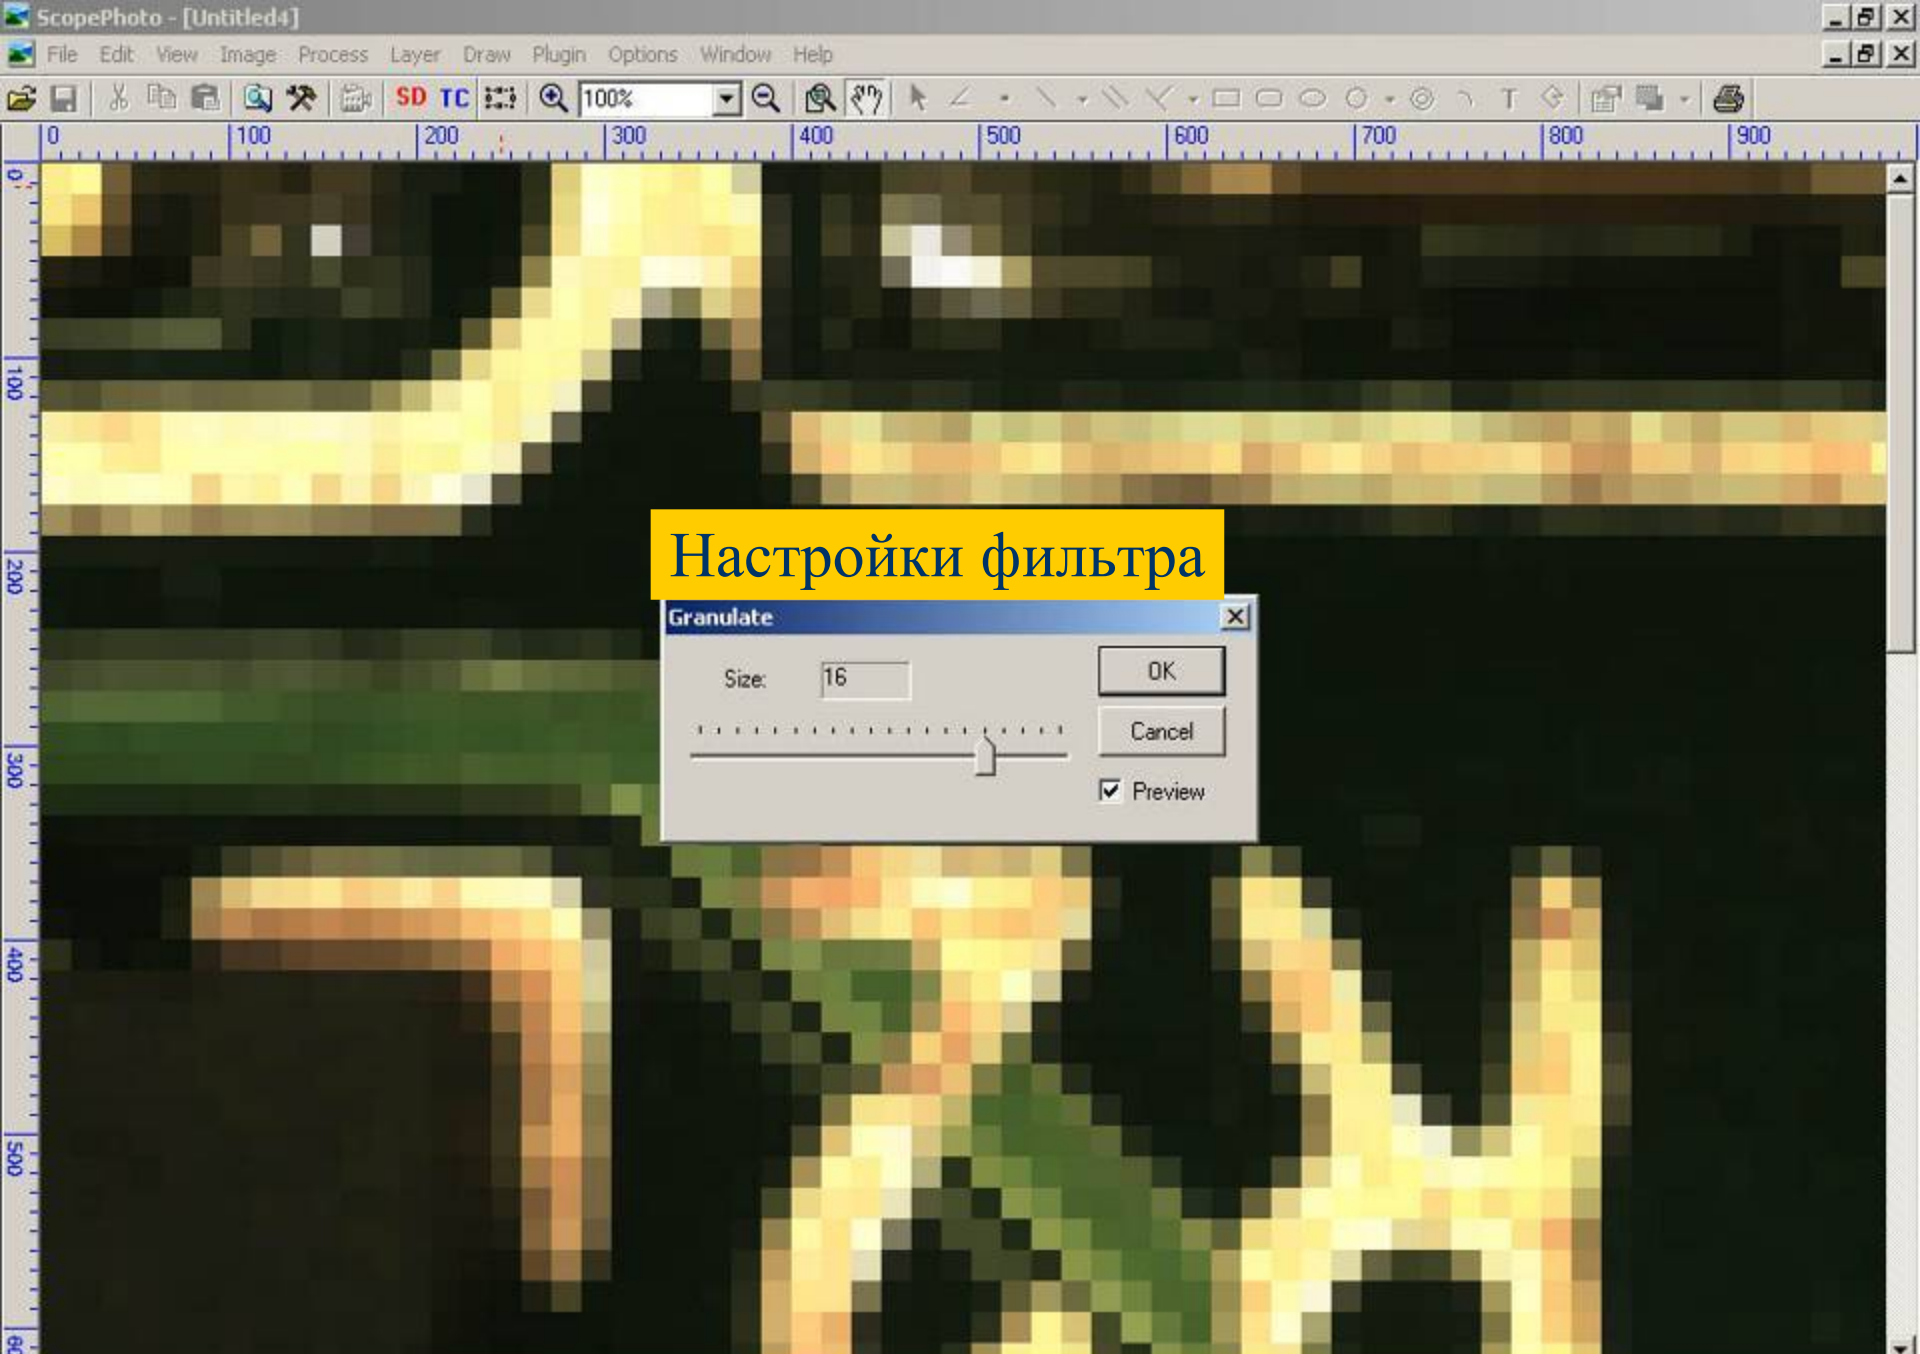 ScopePhoto - [Untitled4]
File Edit View Image Process Layer Draw Plugin Options Window Help
SD TC 100% T
0 100 200 300 400 500 600 700 800 900
0
100
200
300
400
500
Настройки фильтра
Granulate
Size: 16
OK
Cancel
Preview